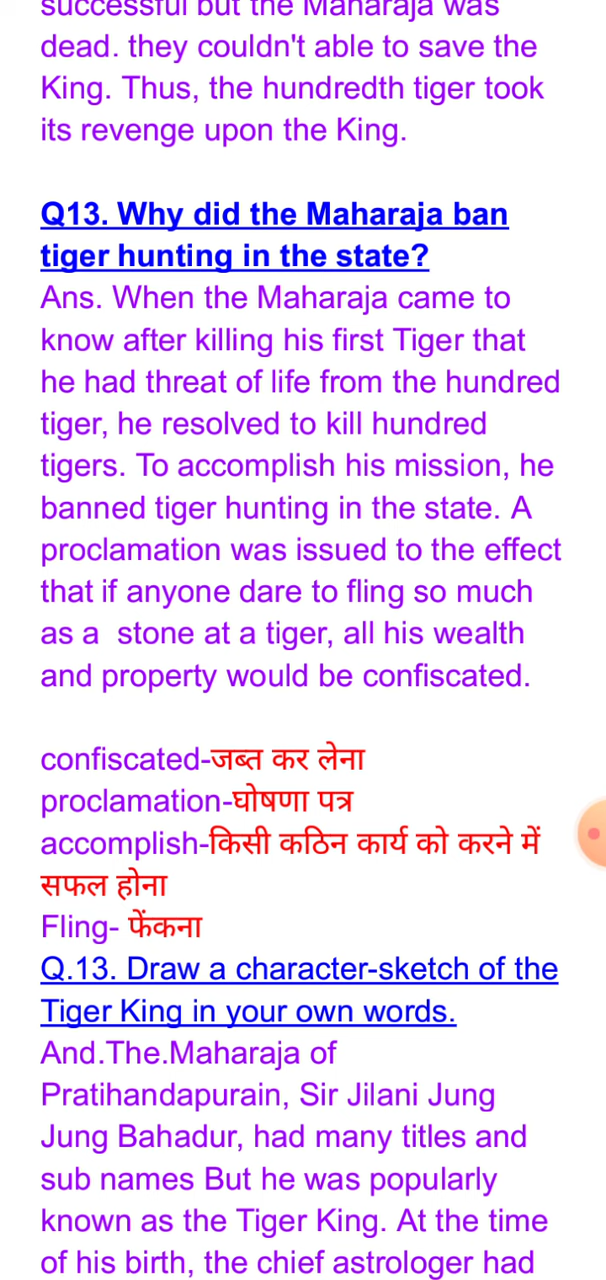 successful but the Maharaja was
dead. they couldn't able to save the
King. Thus, the hundredth tiger took
its revenge upon the King.
Q13. Why did the Maharaja ban
tiger hunting in the state?
Ans. When the Maharaja came to
know after killing his first Tiger that
he had threat of life from the hundred
tiger, he resolved to kill hundred
tigers. To accomplish his mission, he
banned tiger hunting in the state. A
proclamation was issued to the effect
that if anyone dare to fling so much
as a  stone at a tiger, all his wealth
and property would be confiscated.
confiscated-जब्त कर लेना
proclamation-घोषणा पत्र
accomplish-किसी कठिन कार्य को करने में
सफल होना
Fling- फेंकना
Q.13. Draw a character-sketch of the
Tiger King in your own words.
And.The.Maharaja of
Pratihandapurain, Sir Jilani Jung
Jung Bahadur, had many titles and
sub names But he was popularly
known as the Tiger King. At the time
of his birth, the chief astrologer had